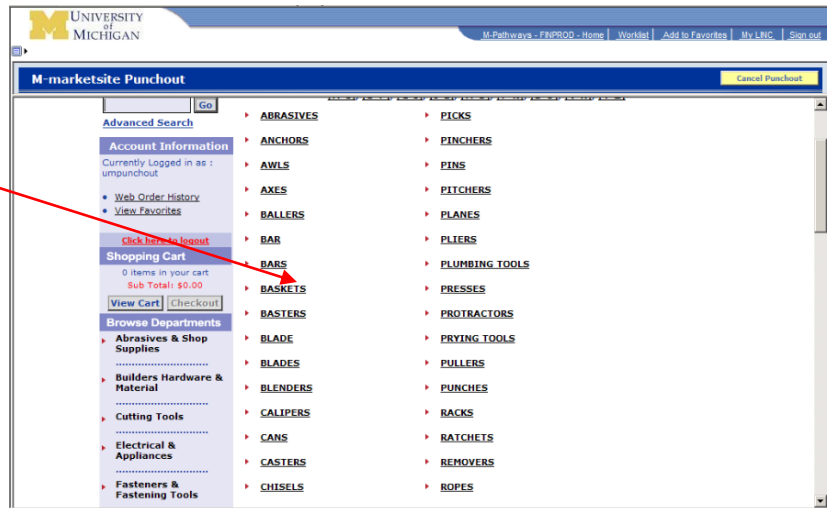 UNIVERSITY
of
MICHIGAN
M-Pathways - FINPROD - Home | Worklist | Add to Favorites | My LINC | Sign out
M-marketsite Punchout
Cancel Punchout
Go
Advanced Search
Account Information
Currently Logged in as :
umpunchout
Web Order History
View Favorites
Click here to logout
Shopping Cart
0 items in your cart
Sub Total: $0.00
View Cart Checkout
Browse Departments
Abrasives & Shop
Supplies
Builders Hardware &
Material
Cutting Tools
Electrical &
Appliances
Fasteners &
Fastening Tools
ABRASIVES
ANCHORS
AWLS
AXES
BALLERS
BAR
BARS
BASKETS
BASTERS
BLADE
BLADES
BLENDERS
CALIPERS
CANS
CASTERS
CHISELS
PICKS
PINCHERS
PINS
PITCHERS
PLANES
PLIERS
PLUMBING TOOLS
PRESSES
PROTRACTORS
PRYING TOOLS
PULLERS
PUNCHES
RACKS
RATCHETS
REMOVERS
ROPES